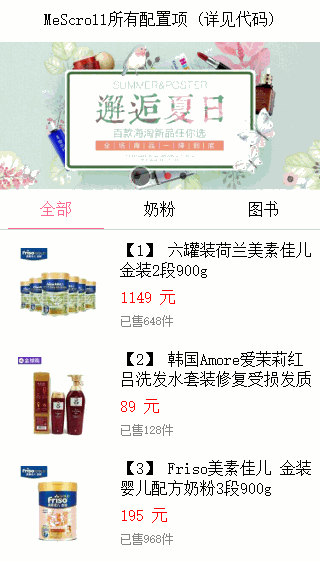 MeScroll所有配置项 (详见代码)
SUMMER&POSTER
邂逅夏日
百款海淘新品任你选
全场商品一律到底
全部
奶粉
图书
【1】 六罐装荷兰美素佳儿
金装2段900g
1149 元
已售648件
【2】 韩国Amore爱茉莉红
吕洗发水套装修复受损发质
89 元
已售128件
Friso
【3】 Friso美素佳儿 金装
婴儿配方奶粉3段900g
195 元
已售968件